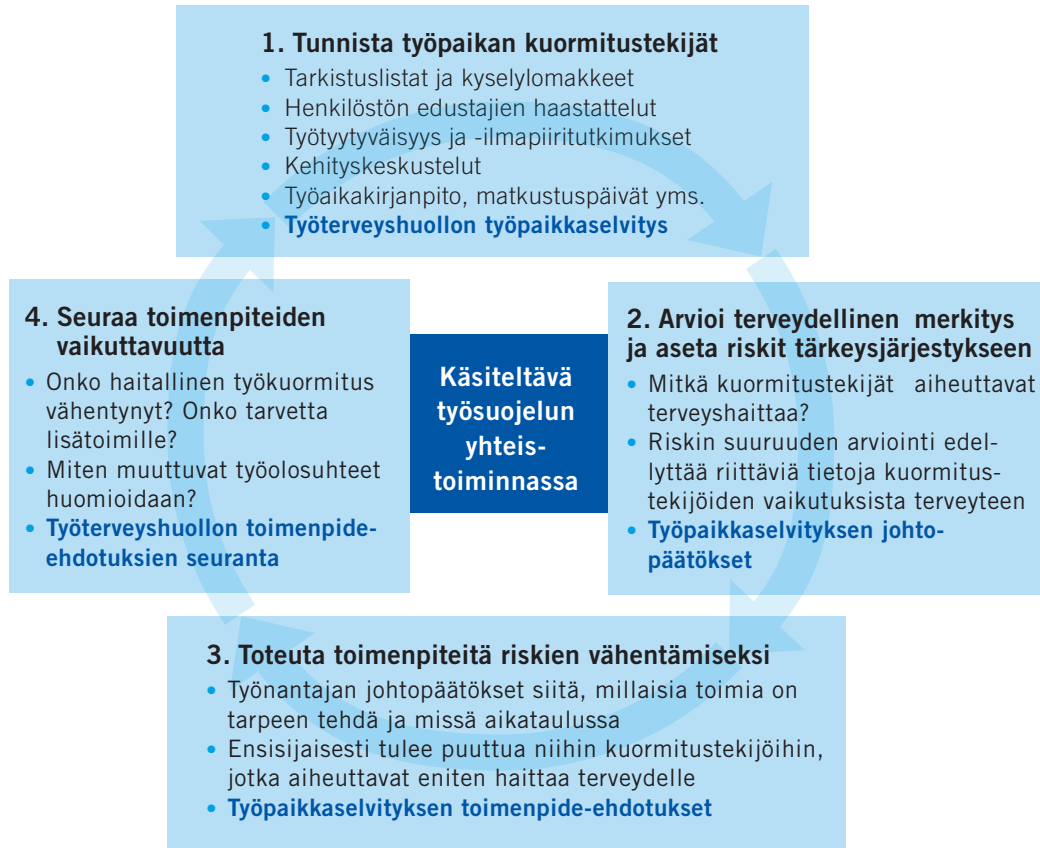 1. Tunnista työpaikan kuormitustekijät
• Tarkistuslistat ja kyselylomakkeet
• Henkilöstön edustajien haastattelut
• Työtyytyväisyys ja -ilmapiiritutkimukset
• Kehityskeskustelut
• Työaikakirjanpito, matkustuspäivät yms.
• Työterveyshuollon työpaikkaselvitys
2. Arvioi terveydellinen merkitys
ja aseta riskit tärkeysjärjestykseen
• Mitkä kuormitustekijät aiheuttavat
terveyshaittaa?
• Riskin suuruuden arviointi edel-
lyttää riittäviä tietoja kuormitus-
tekijöiden vaikutuksista terveyteen
• Työpaikkaselvityksen johto-
päätökset
3. Toteuta toimenpiteitä riskien vähentämiseksi
• Työnantajan johtopäätökset siitä, millaisia toimia on
tarpeen tehdä ja missä aikataulussa
• Ensisijaisesti tulee puuttua niihin kuormitustekijöihin,
jotka aiheuttavat eniten haittaa terveydelle
• Työpaikkaselvityksen toimenpide-ehdotukset
4. Seuraa toimenpiteiden
vaikuttavuutta
• Onko haitallinen työkuormitus
vähentynyt? Onko tarvetta
lisätoimille?
• Miten muuttuvat työolosuhteet
huomioidaan?
• Työterveyshuollon toimenpide-
ehdotuksien seuranta
Käsiteltävä
työsuojelun
yhteis-
toiminnassa